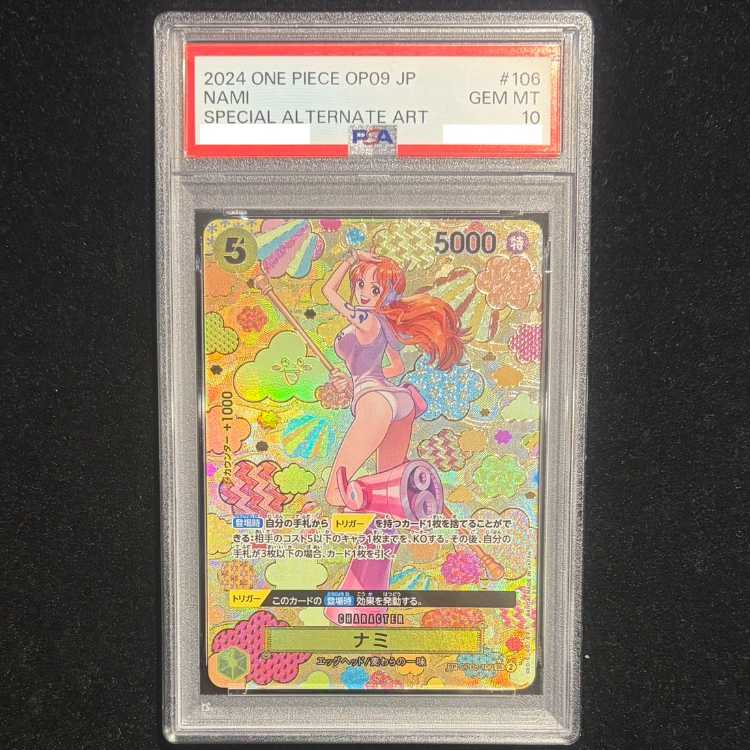 2024 ONE PIECE OP09 JP #106
NAMI GEM MT
SPECIAL ALTERNATE ART 10
PSA
5
5000 特
カウンター +1000
登場時 自分の手札から トリガー を持つカード1枚を捨てることがで
きる:相手のコスト5以下のキャラ1枚までを、KOする。その後、自分の
手札が3枚以下の場合、カード1枚を引く。
トリガー このカードの 登場時 効果を発動する。
CHARACTER
ナミ
エッグヘッド/麦わらの一味
2